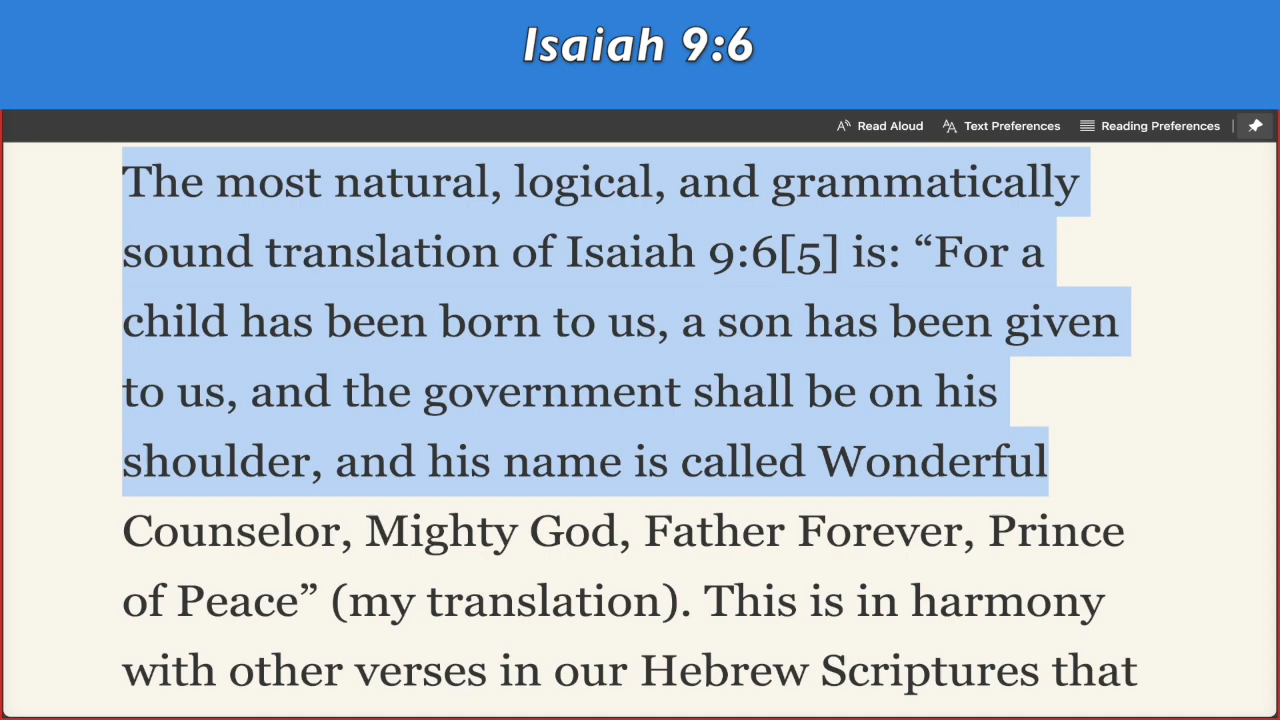 Isaiah 9:6
Read Aloud Text Preferences Reading Preferences
The most natural, logical, and grammatically
sound translation of Isaiah 9:6[5] is: “For a
child has been born to us, a son has been given
to us, and the government shall be on his
shoulder, and his name is called Wonderful
Counselor, Mighty God, Father Forever, Prince
of Peace” (my translation). This is in harmony
with other verses in our Hebrew Scriptures that